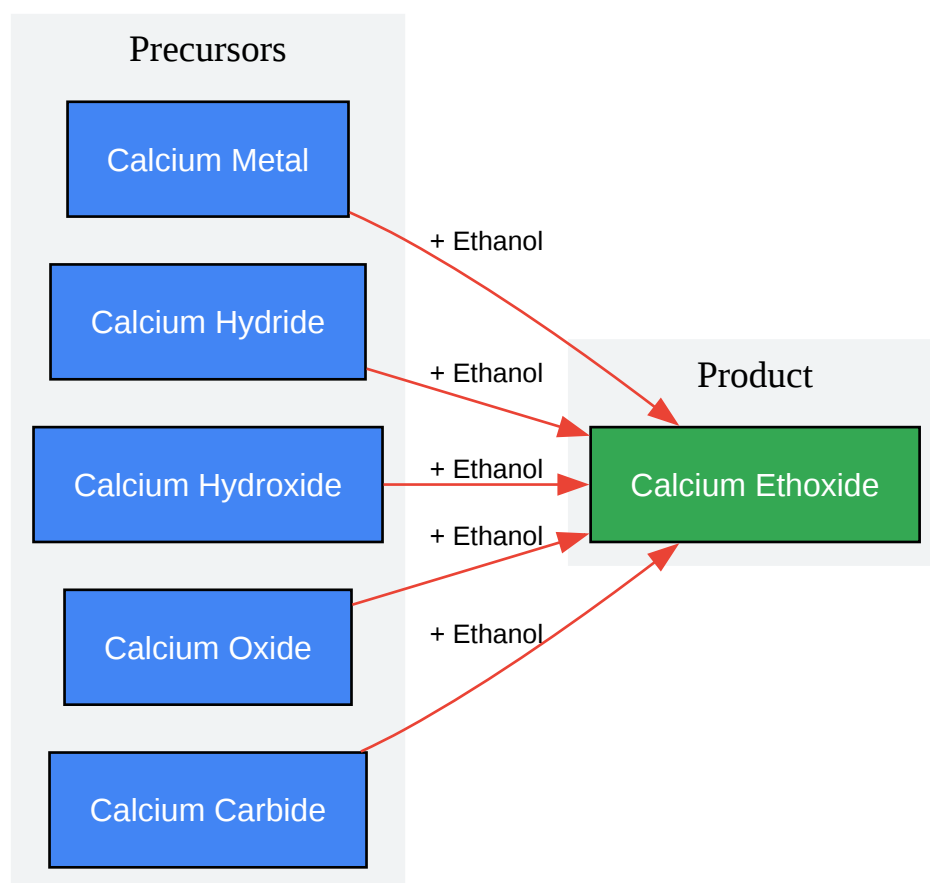 Precursors
Calcium Metal
+ Ethanol
Calcium Hydride
+ Ethanol
Product
Calcium Hydroxide
+ Ethanol
Calcium Ethoxide
+ Ethanol
Calcium Oxide
+ Ethanol
Calcium Carbide